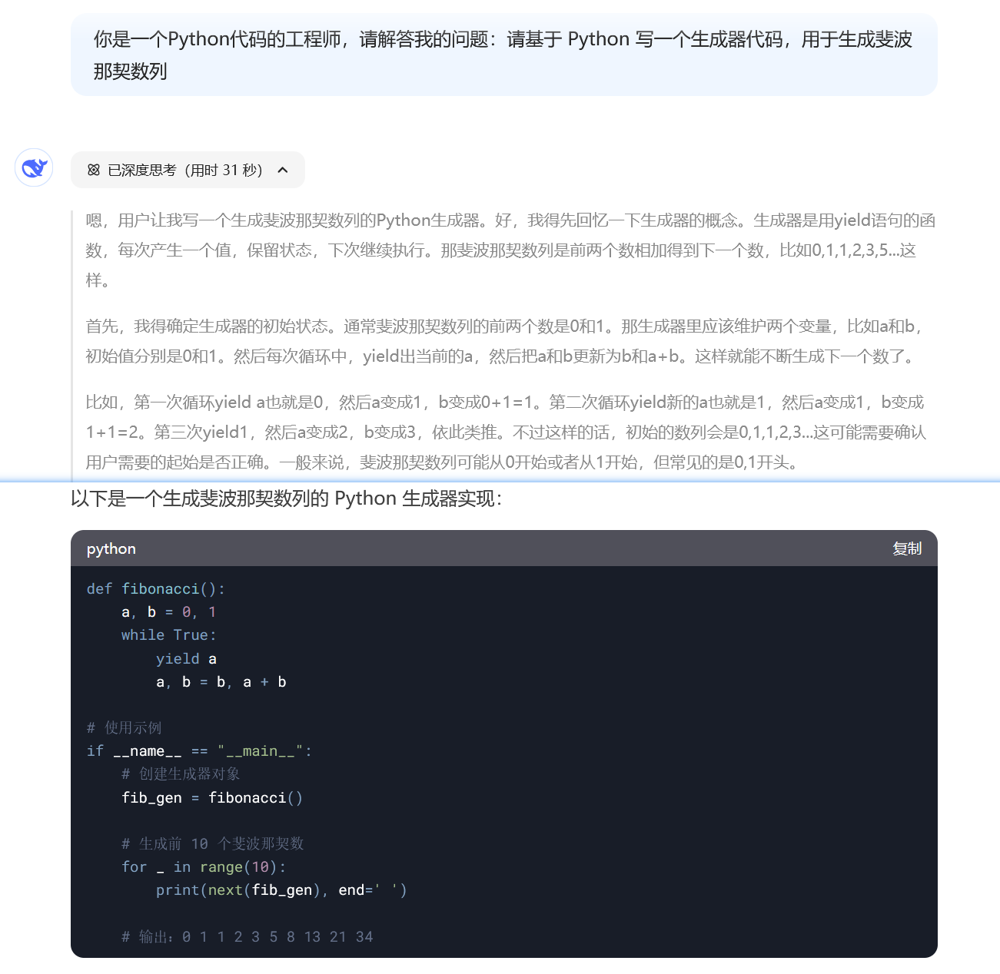 你是一个Python代码的工程师，请解答我的问题：请基于 Python 写一个生成器代码，用于生成斐波
那契数列
已深度思考（用时 31 秒）
嗯，用户让我写一个生成斐波那契数列的Python生成器。好，我得先回忆一下生成器的概念。生成器是用yield语句的函
数，每次产生一个值，保留状态，下次继续执行。那斐波那契数列是前两个数相加得到下一个数，比如0,1,1,2,3,5...这
样。
首先，我得确定生成器的初始状态。通常斐波那契数列的前两个数是0和1。那生成器里应该维护两个变量，比如a和b，
初始值分别是0和1。然后每次循环中，yield出当前的a，然后把a和b更新为b和a+b。这样就能不断生成下一个数了。
比如，第一次循环yield a也就是0，然后a变成1，b变成0+1=1。第二次循环yield新的a也就是1，然后a变成1，b变成
1+1=2。第三次yield1，然后a变成2，b变成3，依此类推。不过这样的话，初始的数列会是0,1,1,2,3...这可能需要确认
用户需要的起始是否正确。一般来说，斐波那契数列可能从0开始或者从1开始，但常见的是0,1开头。
以下是一个生成斐波那契数列的 Python 生成器实现：
python 复制
def fibonacci():
    a, b = 0, 1
    while True:
        yield a
        a, b = b, a + b
# 使用示例
if __name__ == "__main__":
    # 创建生成器对象
    fib_gen = fibonacci()
    # 生成前 10 个斐波那契数
    for _ in range(10):
        print(next(fib_gen), end=' ')
    # 输出：0 1 1 2 3 5 8 13 21 34